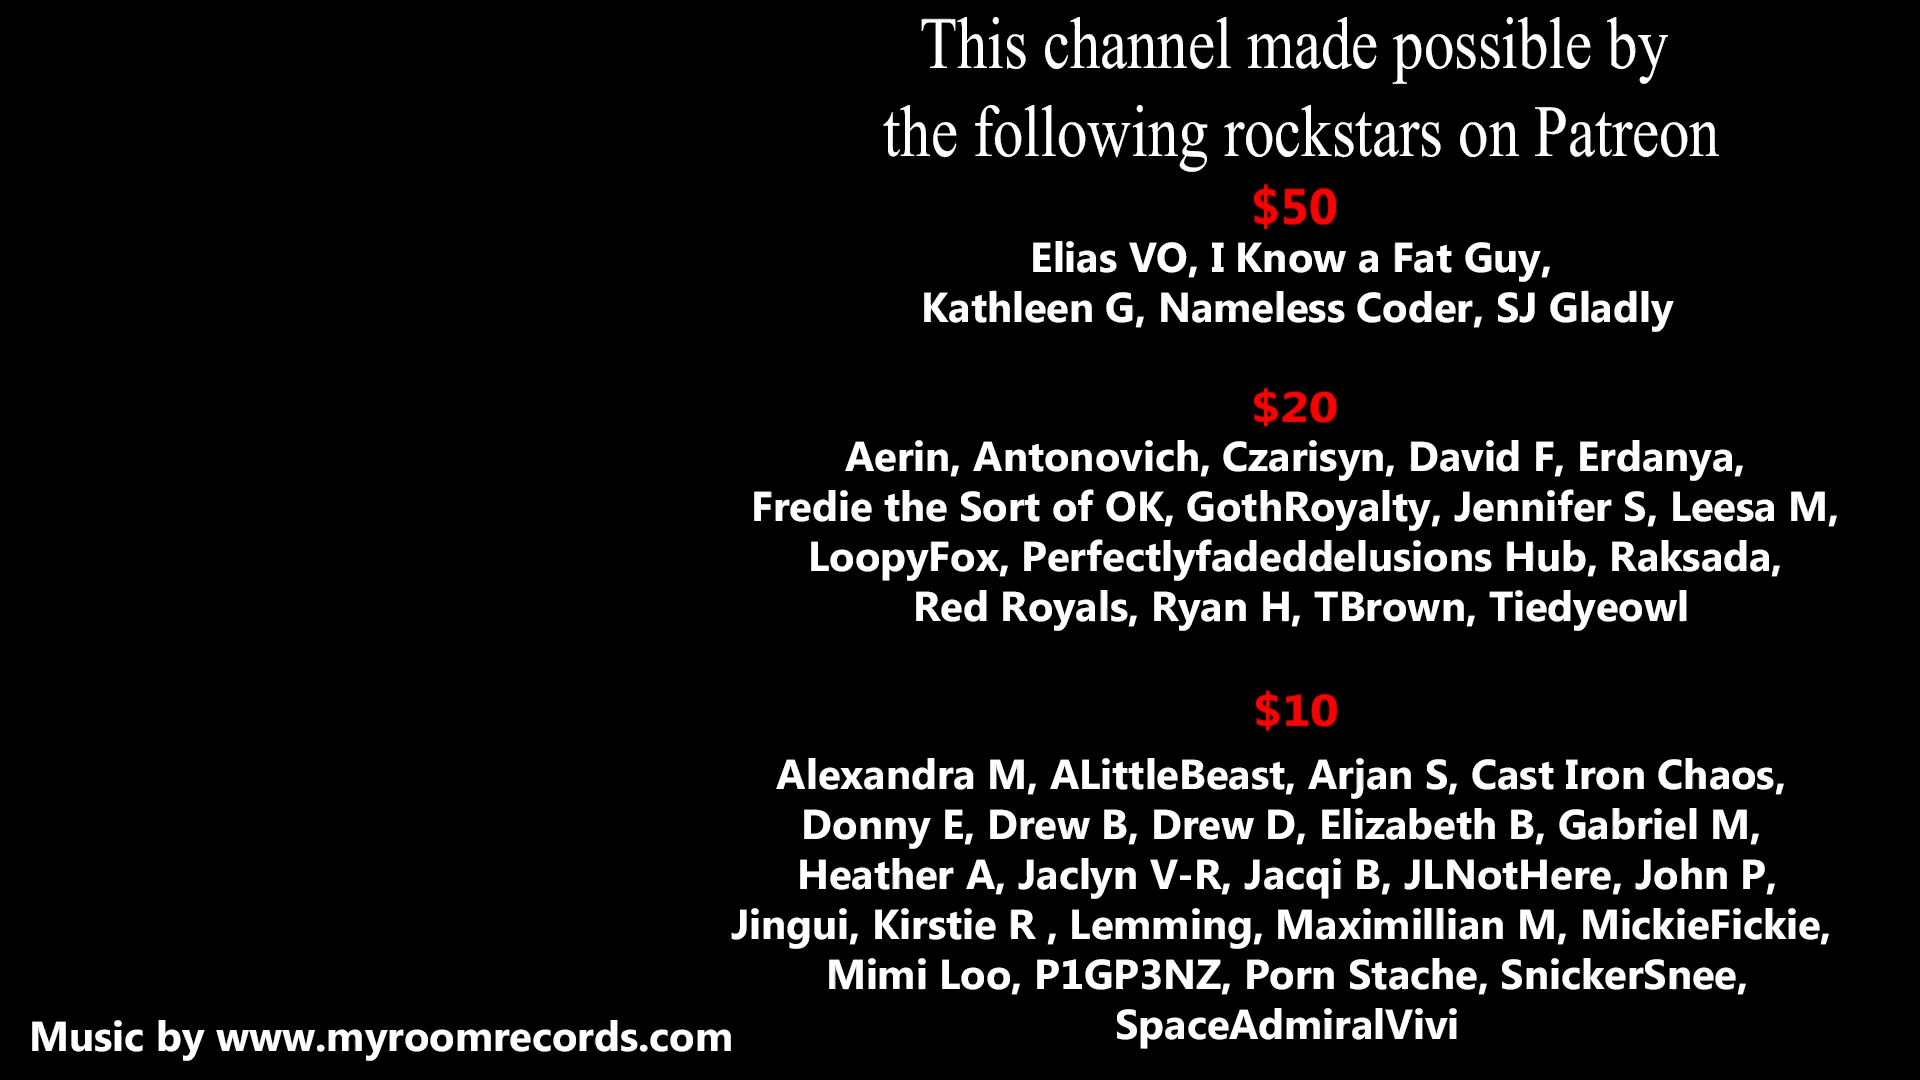 This channel made possible by
the following rockstars on Patreon
$50
Elias VO, I Know a Fat Guy,
Kathleen G, Nameless Coder, SJ Gladly
$20
Aerin, Antonovich, Czarisyn, David F, Erdanya,
Fredie the Sort of OK, GothRoyalty, Jennifer S, Leesa M,
LoopyFox, Perfectlyfadeddelusions Hub, Raksada,
Red Royals, Ryan H, TBrown, Tiedyeowl
$10
Alexandra M, ALittleBeast, Arjan S, Cast Iron Chaos,
Donny E, Drew B, Drew D, Elizabeth B, Gabriel M,
Heather A, Jaclyn V-R, Jacqi B, JLNotHere, John P,
Jingui, Kirstie R , Lemming, Maximillian M, MickieFickie,
Mimi Loo, P1GP3NZ, Porn Stache, SnickerSnee,
SpaceAdmiralVivi
Music by www.myroomrecords.com